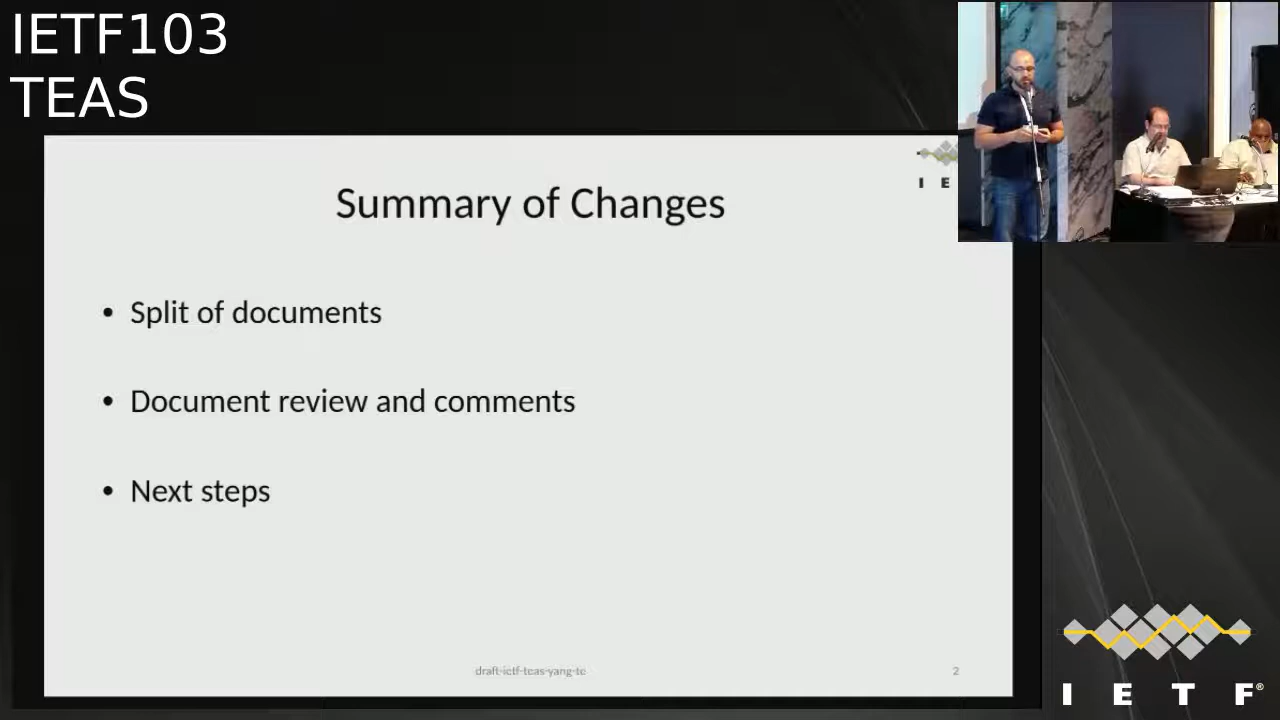 IETF103
TEAS
I E
Summary of Changes
• Split of documents
• Document review and comments
• Next steps
draft-ietf-teas-yang-te
2
I E T F®